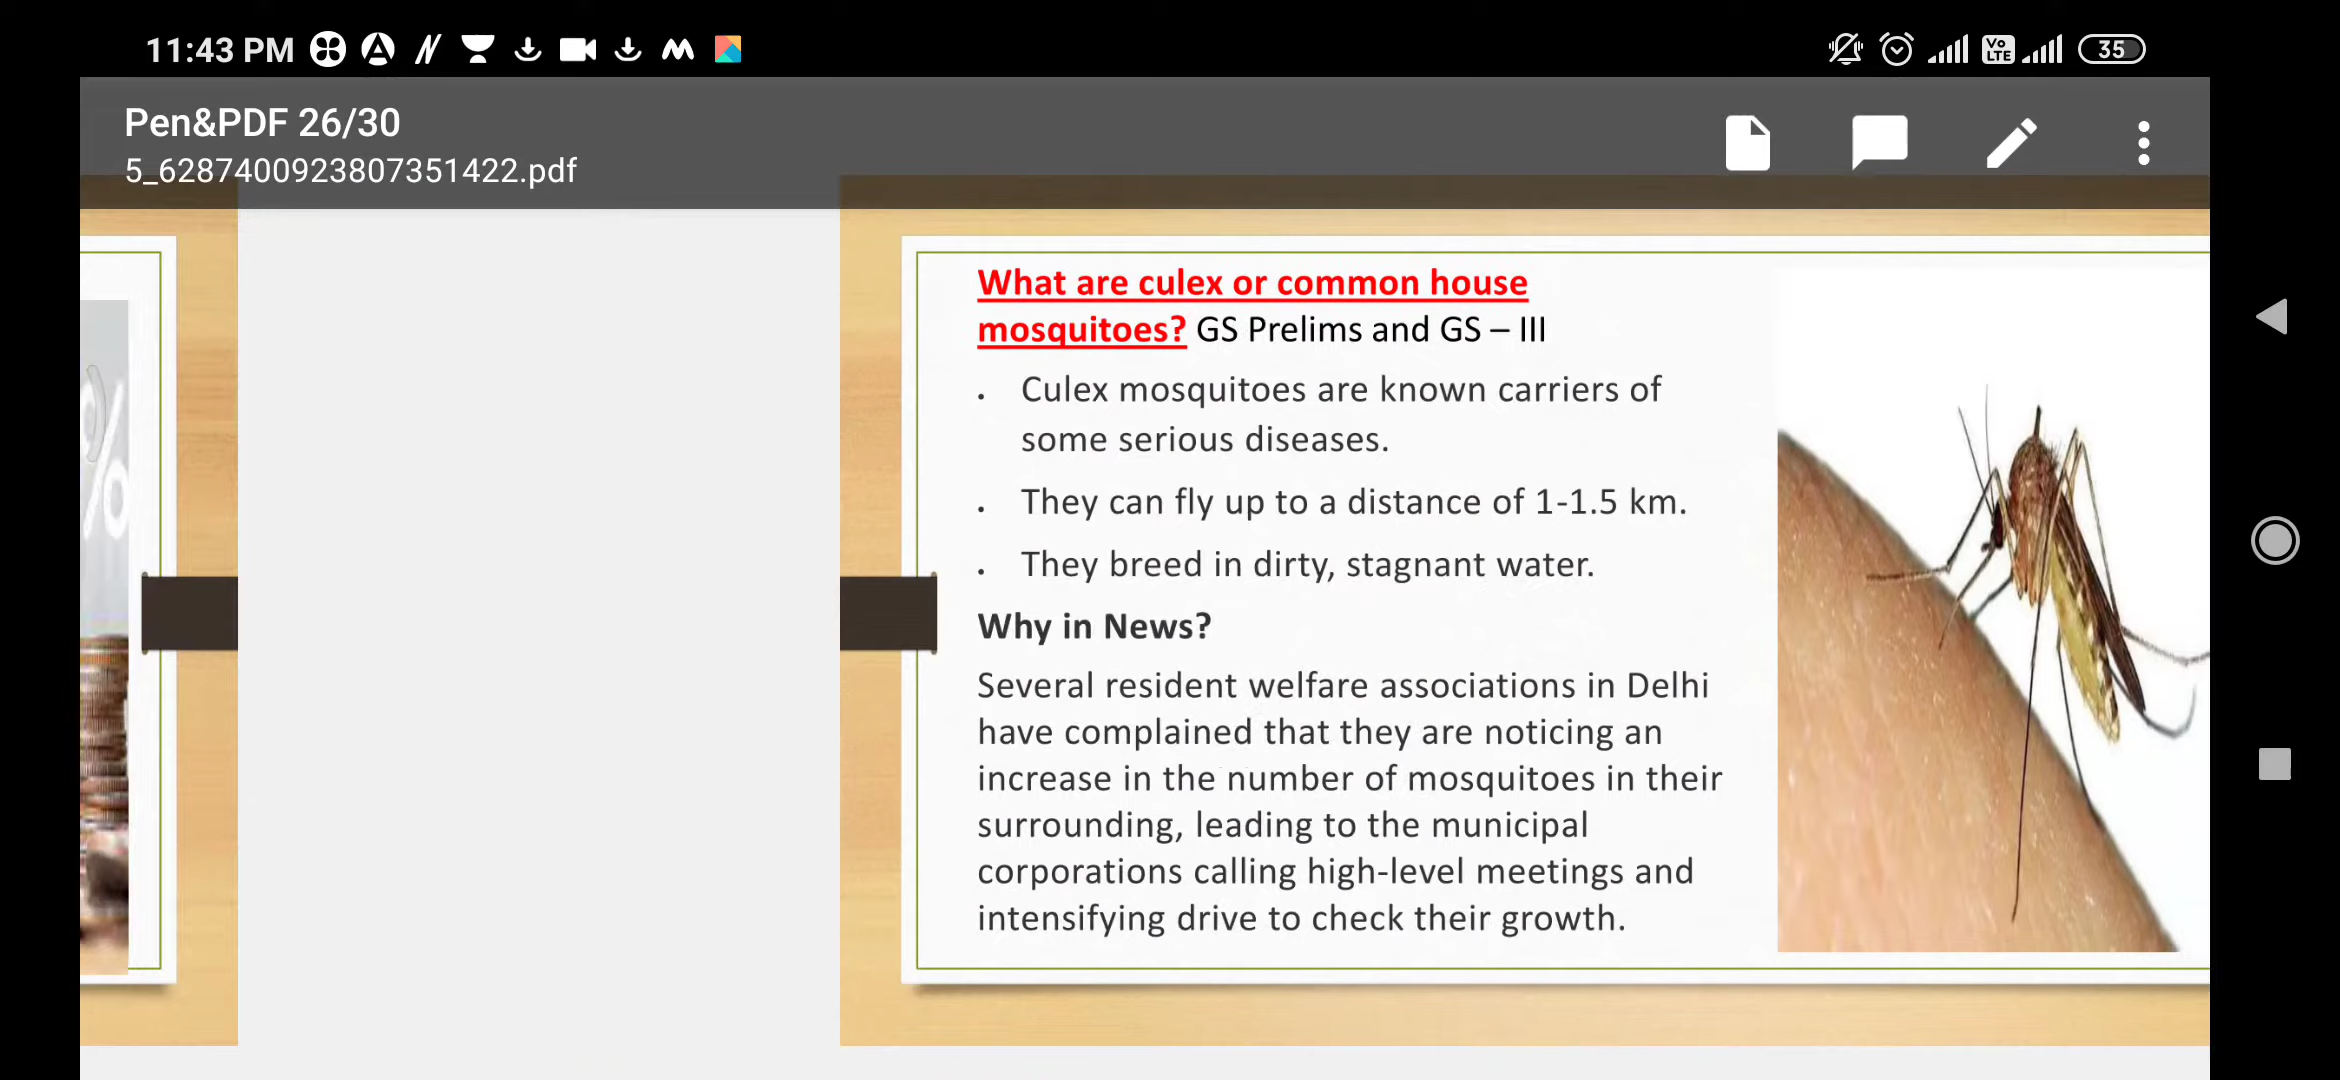 11:43 PM
Vo LTE
35
Pen&PDF 26/30
5_6287400923807351422.pdf
%
What are culex or common house
mosquitoes? GS Prelims and GS – III
• Culex mosquitoes are known carriers of
some serious diseases.
• They can fly up to a distance of 1-1.5 km.
• They breed in dirty, stagnant water.
Why in News?
Several resident welfare associations in Delhi
have complained that they are noticing an
increase in the number of mosquitoes in their
surrounding, leading to the municipal
corporations calling high-level meetings and
intensifying drive to check their growth.